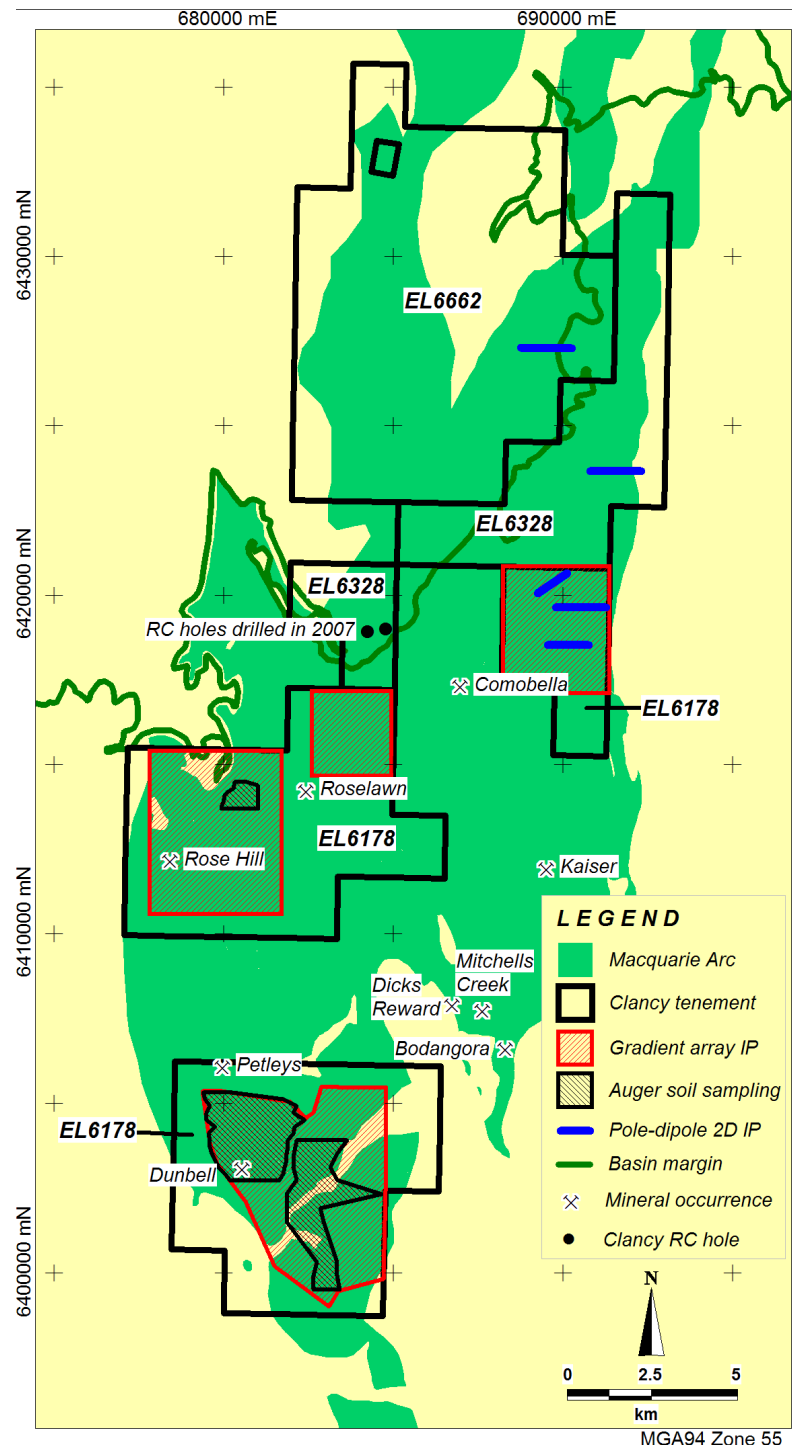 680000 mE
690000 mE
6430000 mN
EL6662
EL6328
6420000 mN
EL6328
RC holes drilled in 2007
Comobella
EL6178
Roselawn
EL6178
Rose Hill
Kaiser
6410000 mN
Mitchells
Creek
Dicks
Reward
Bodangora
Petleys
EL6178
Dunbell
6400000 mN
LEGEND
Macquarie Arc
Clancy tenement
Gradient array IP
Auger soil sampling
Pole-dipole 2D IP
Basin margin
Mineral occurrence
Clancy RC hole
N
0 2.5 5
km
MGA94 Zone 55